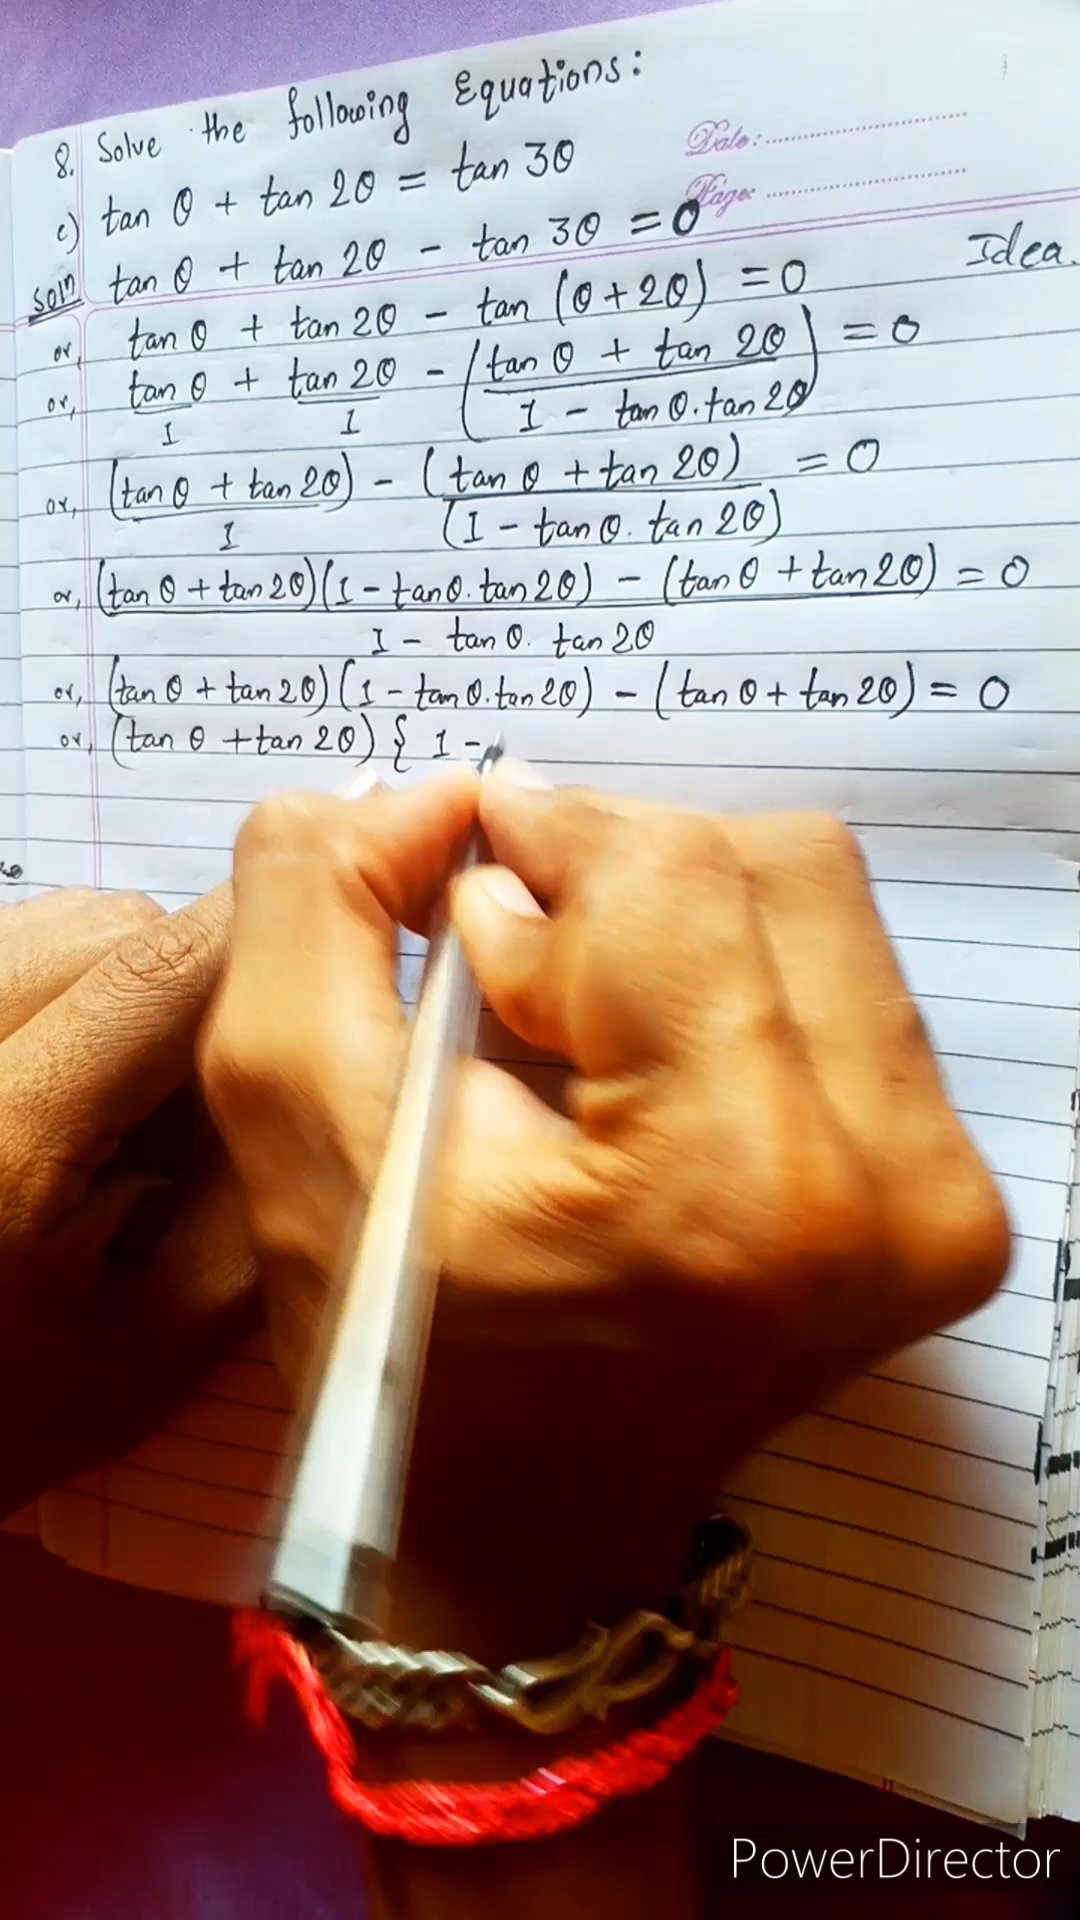 8. Solve the following Equations:
Date:
c) tan θ + tan 2θ = tan 3θ
Page:
Soln tan θ + tan 2θ - tan 3θ = 0
Idea.
or, tan θ + tan 2θ - tan (θ + 2θ) = 0
or, tan θ/1 + tan 2θ/1 - (tan θ + tan 2θ / 1 - tan θ. tan 2θ) = 0
or, (tan θ + tan 2θ)/1 - (tan θ + tan 2θ)/(1 - tan θ. tan 2θ) = 0
or, (tan θ + tan 2θ)(1 - tan θ. tan 2θ) - (tan θ + tan 2θ) = 0
1 - tan θ. tan 2θ
or, (tan θ + tan 2θ)(1 - tan θ. tan 2θ) - (tan θ + tan 2θ) = 0
or, (tan θ + tan 2θ) { 1 -
PowerDirector